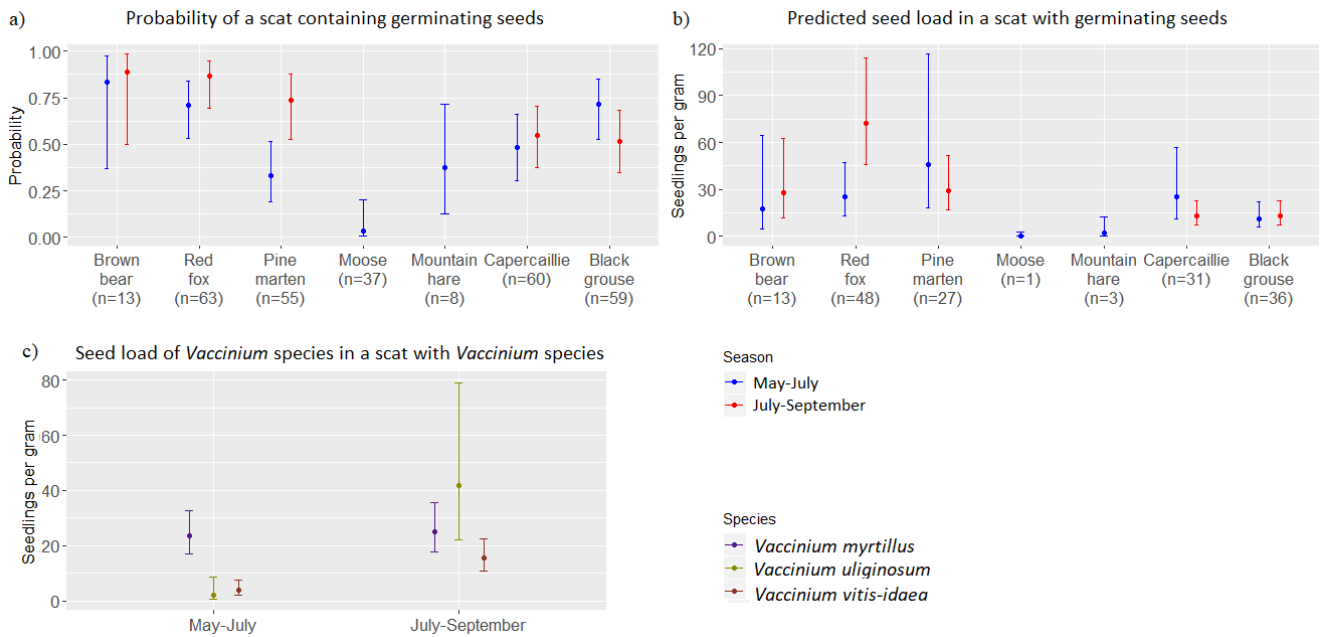 a)
Probability of a scat containing germinating seeds
Probability
1.00
0.75
0.50
0.25
0.00
Brown bear (n=13)
Red fox (n=63)
Pine marten (n=55)
Moose (n=37)
Mountain hare (n=8)
Capercaillie (n=60)
Black grouse (n=59)
b)
Predicted seed load in a scat with germinating seeds
Seedlings per gram
120
90
60
30
0
Brown bear (n=13)
Red fox (n=48)
Pine marten (n=27)
Moose (n=1)
Mountain hare (n=3)
Capercaillie (n=31)
Black grouse (n=36)
c)
Seed load of Vaccinium species in a scat with Vaccinium species
Seedlings per gram
80
60
40
20
0
May-July
July-September
Season
May-July
July-September
Species
Vaccinium myrtillus
Vaccinium uliginosum
Vaccinium vitis-idaea